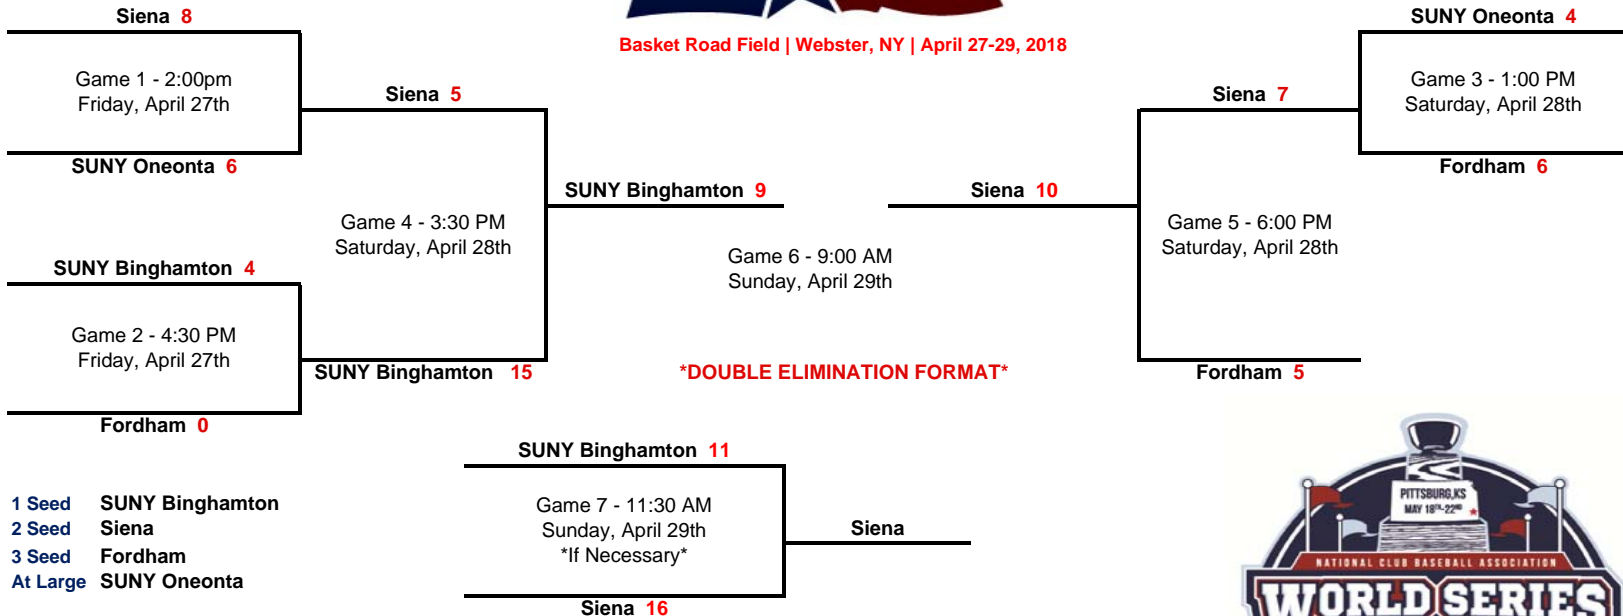 Siena 8
SUNY Oneonta 4
Basket Road Field | Webster, NY | April 27-29, 2018
Game 1 - 2:00pm
Friday, April 27th
Siena 5
Siena 7
Game 3 - 1:00 PM
Saturday, April 28th
SUNY Oneonta 6
Fordham 6
SUNY Binghamton 9
Siena 10
Game 4 - 3:30 PM
Saturday, April 28th
Game 5 - 6:00 PM
Saturday, April 28th
Game 6 - 9:00 AM
Sunday, April 29th
SUNY Binghamton 4
Game 2 - 4:30 PM
Friday, April 27th
SUNY Binghamton 15
*DOUBLE ELIMINATION FORMAT*
Fordham 5
Fordham 0
SUNY Binghamton 11
Game 7 - 11:30 AM
Sunday, April 29th
*If Necessary*
Siena
Siena 16
1 Seed SUNY Binghamton
2 Seed Siena
3 Seed Fordham
At Large SUNY Oneonta
PITTSBURG,KS
MAY 18TH-22ND
NATIONAL CLUB BASEBALL ASSOCIATION
WORLD SERIES